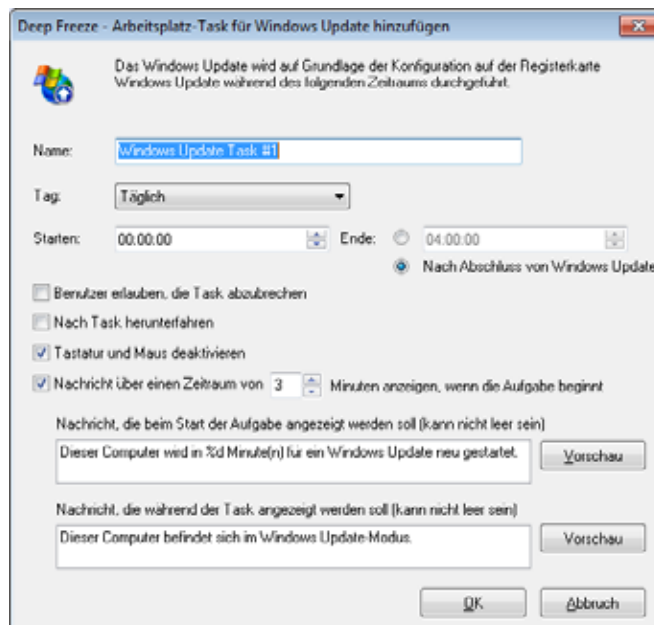 Deep Freeze - Arbeitsplatz-Task für Windows Update hinzufügen
Das Windows Update wird auf Grundlage der Konfiguration auf der Registerkarte
Windows Update während des folgenden Zeitraums durchgeführt.
Name: Windows Update Task #1
Tag: Täglich
Starten: 00:00:00 Ende: 04:00:00
Nach Abschluss von Windows Update
Benutzer erlauben, die Task abzubrechen
Nach Task herunterfahren
Tastatur und Maus deaktivieren
Nachricht über einen Zeitraum von 3 Minuten anzeigen, wenn die Aufgabe beginnt
Nachricht, die beim Start der Aufgabe angezeigt werden soll (kann nicht leer sein)
Dieser Computer wird in %d Minute(n) für ein Windows Update neu gestartet. Vorschau
Nachricht, die während der Task angezeigt werden soll (kann nicht leer sein)
Dieser Computer befindet sich im Windows Update-Modus. Vorschau
OK Abbruch